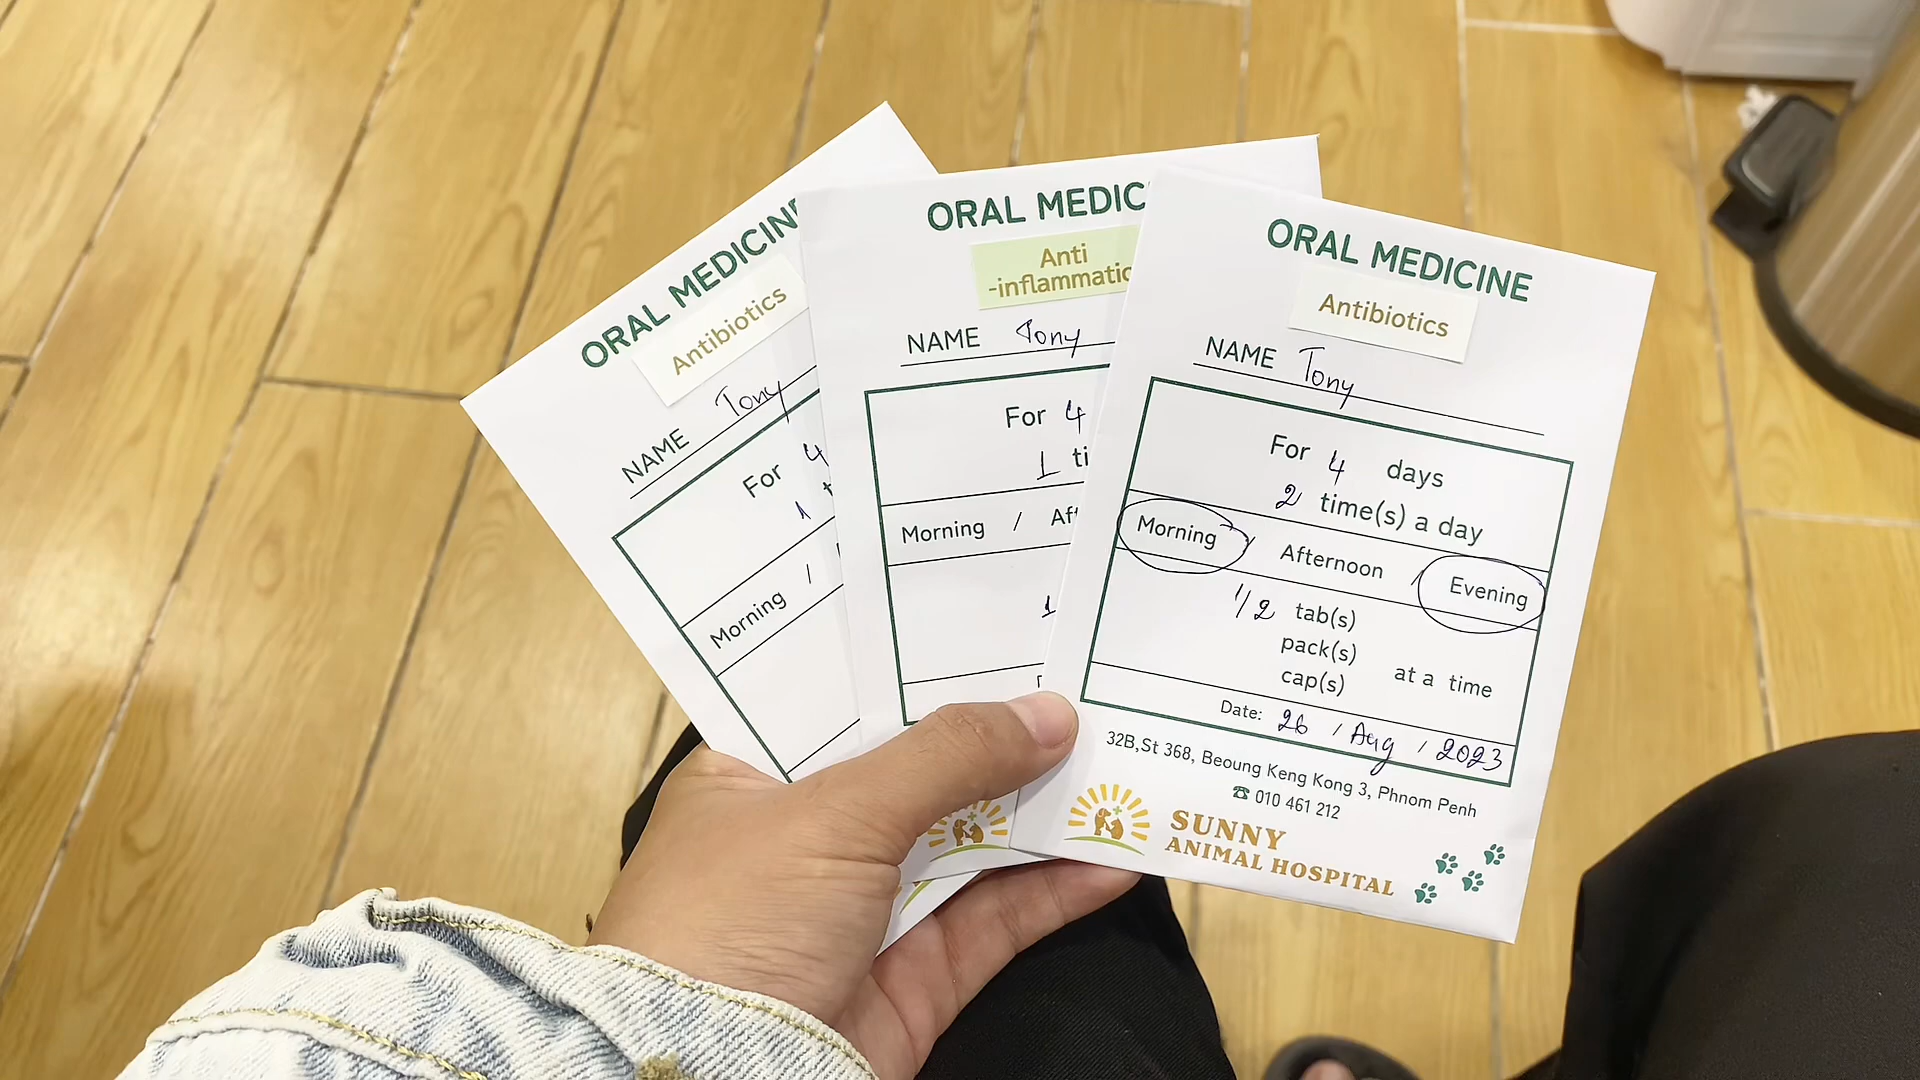 ORAL MEDICIN
Antibiotics
NAME Tony
For 4
1
Morning /
ORAL MEDIC
Anti
-inflammatio
NAME Tony
For 4
1 ti
Morning / Af
1
ORAL MEDICINE
Antibiotics
NAME Tony
For 4 days
2 time(s) a day
Morning / Afternoon / Evening
1/2 tab(s)
pack(s)
cap(s) at a time
Date: 26 / Aug / 2023
32B,St 368, Beoung Keng Kong 3, Phnom Penh
☎ 010 461 212
SUNNY
ANIMAL HOSPITAL